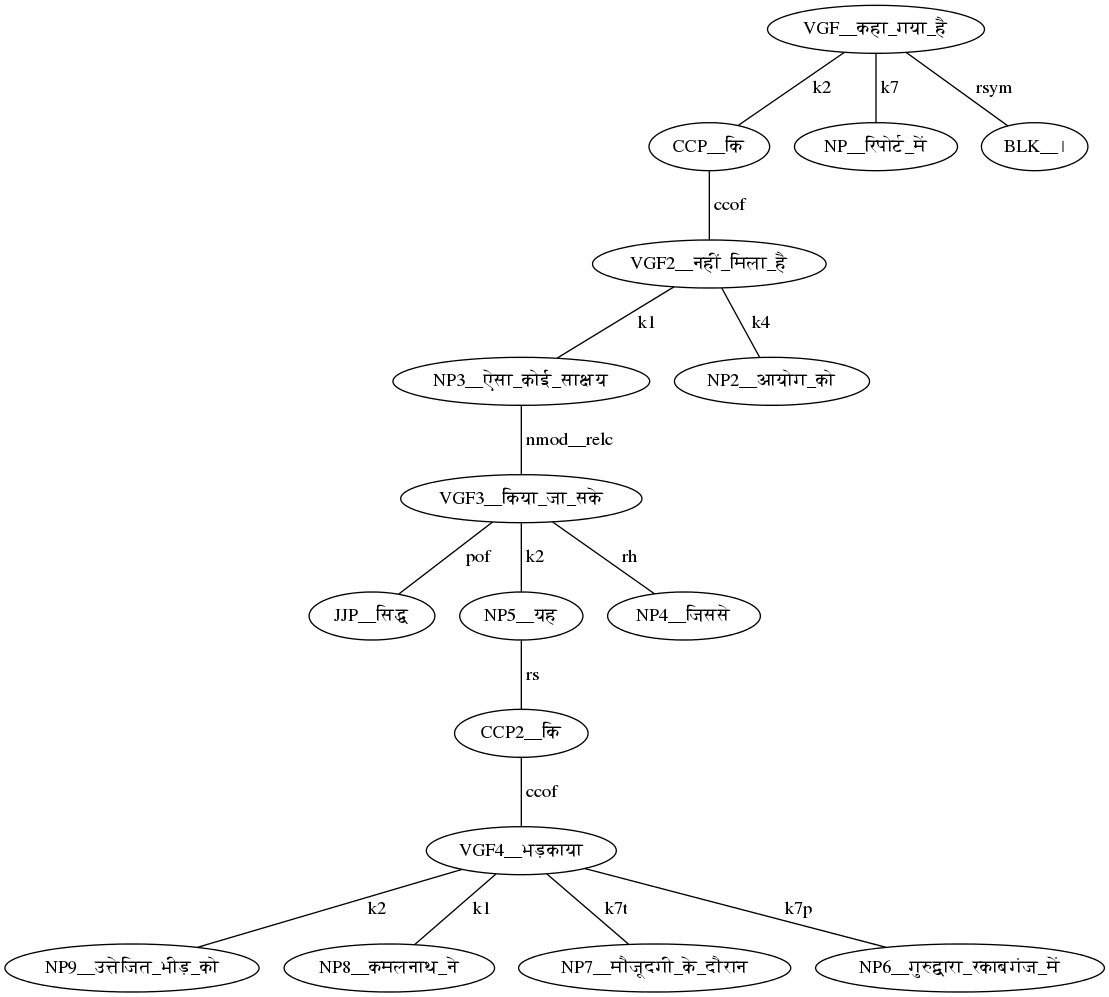 VGF__कहा_गया_है
k2 k7 rsym
CCP__कि NP__रिपोर्ट_में BLK__।
ccof
VGF2__नहीं_मिला_है
k1 k4
NP3__ऐसा_कोई_साक्षय NP2__आयोग_को
nmod__relc
VGF3__किया_जा_सके
pof k2 rh
JJP__सिद्ध NP5__यह NP4__जिससे
rs
CCP2__कि
ccof
VGF4__भड़काया
k2 k1 k7t k7p
NP9__उत्तेजित_भीड़_को NP8__कमलनाथ_ने NP7__मौजूदगी_के_दौरान NP6__गुरुद्वारा_रकाबगंज_में